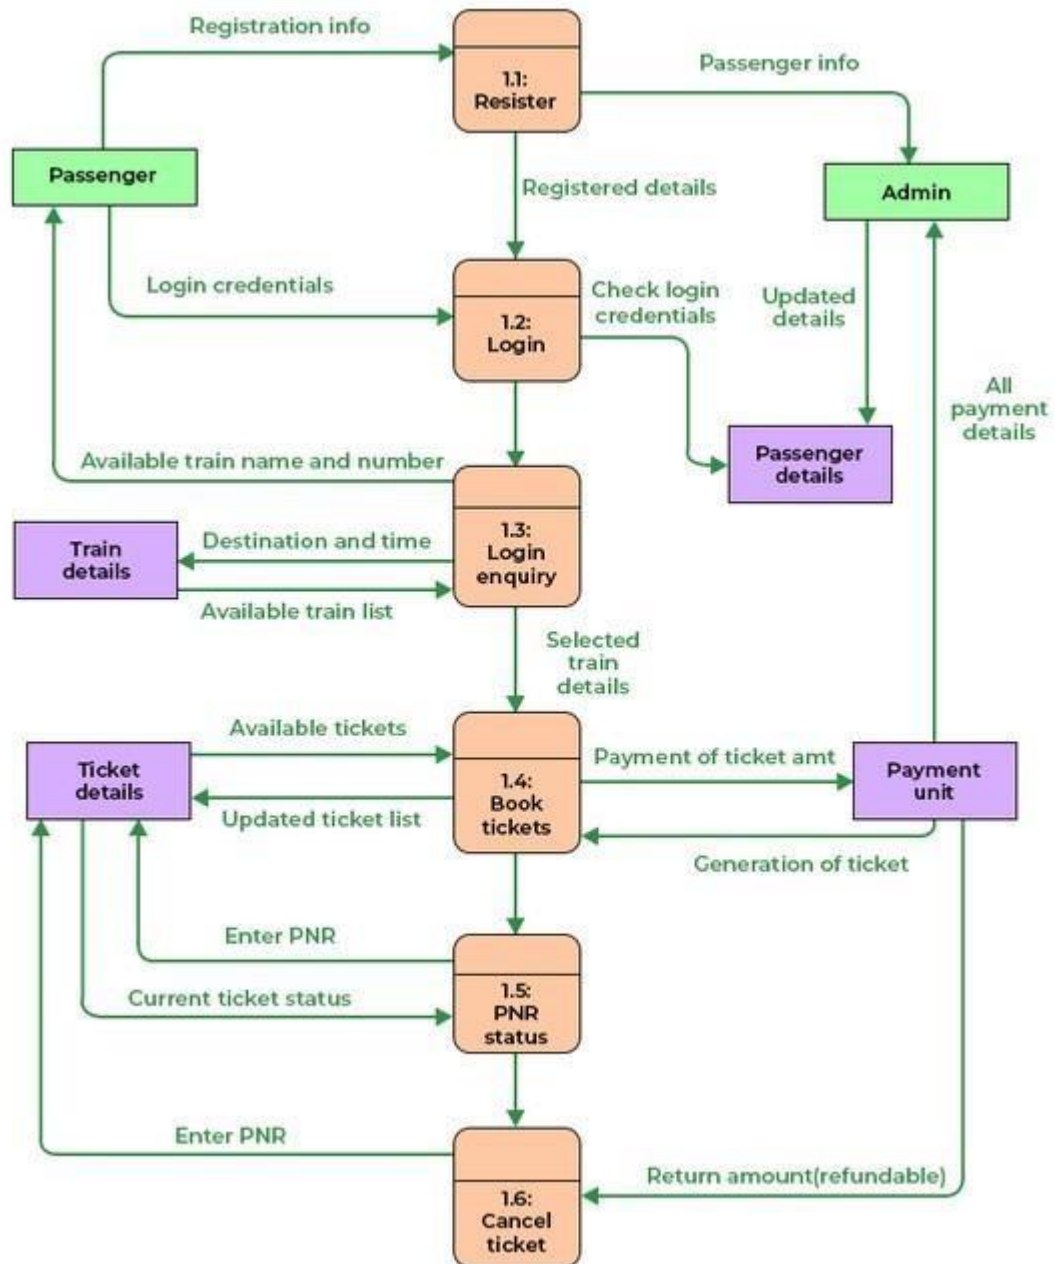 Registration info
1.1:
Resister
Passenger info
Passenger
Registered details
Admin
Login credentials
1.2:
Login
Check login
credentials
Updated
details
All
payment
details
Available train name and number
Passenger
details
1.3:
Login
enquiry
Train
details
Destination and time
Available train list
Selected
train
details
Available tickets
Ticket
details
Updated ticket list
1.4:
Book
tickets
Payment of ticket amt
Payment
unit
Generation of ticket
Enter PNR
Current ticket status
1.5:
PNR
status
Enter PNR
Return amount(refundable)
1.6:
Cancel
ticket